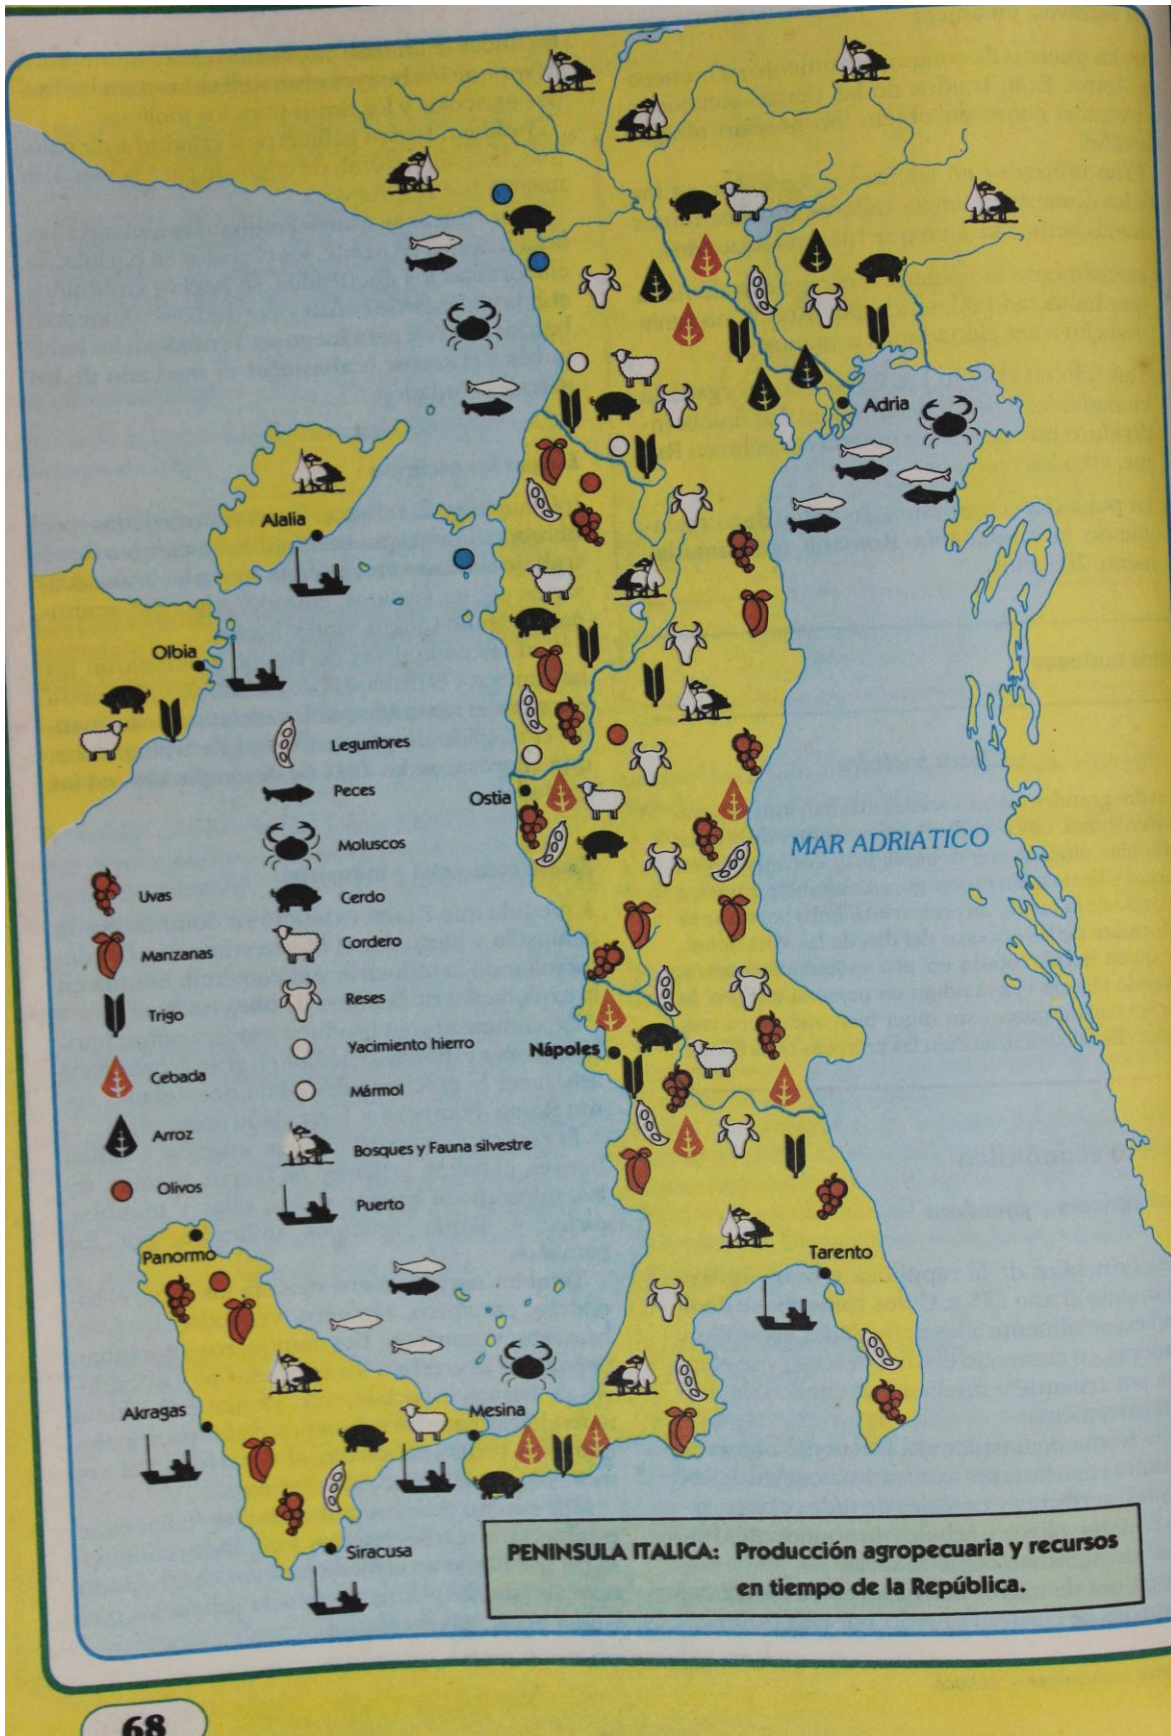 Adria
Alalia
Olbia
Legumbres
Peces
Ostia
Moluscos
MAR ADRIATICO
Uvas
Cerdo
Manzanas
Cordero
Trigo
Reses
Yacimiento hierro
Nápoles
Cebada
Mármol
Arroz
Bosques y Fauna silvestre
Olivos
Puerto
Panormo
Tarento
Akragas
Mesina
Siracusa
PENINSULA ITALICA: Producción agropecuaria y recursos
en tiempo de la República.
68